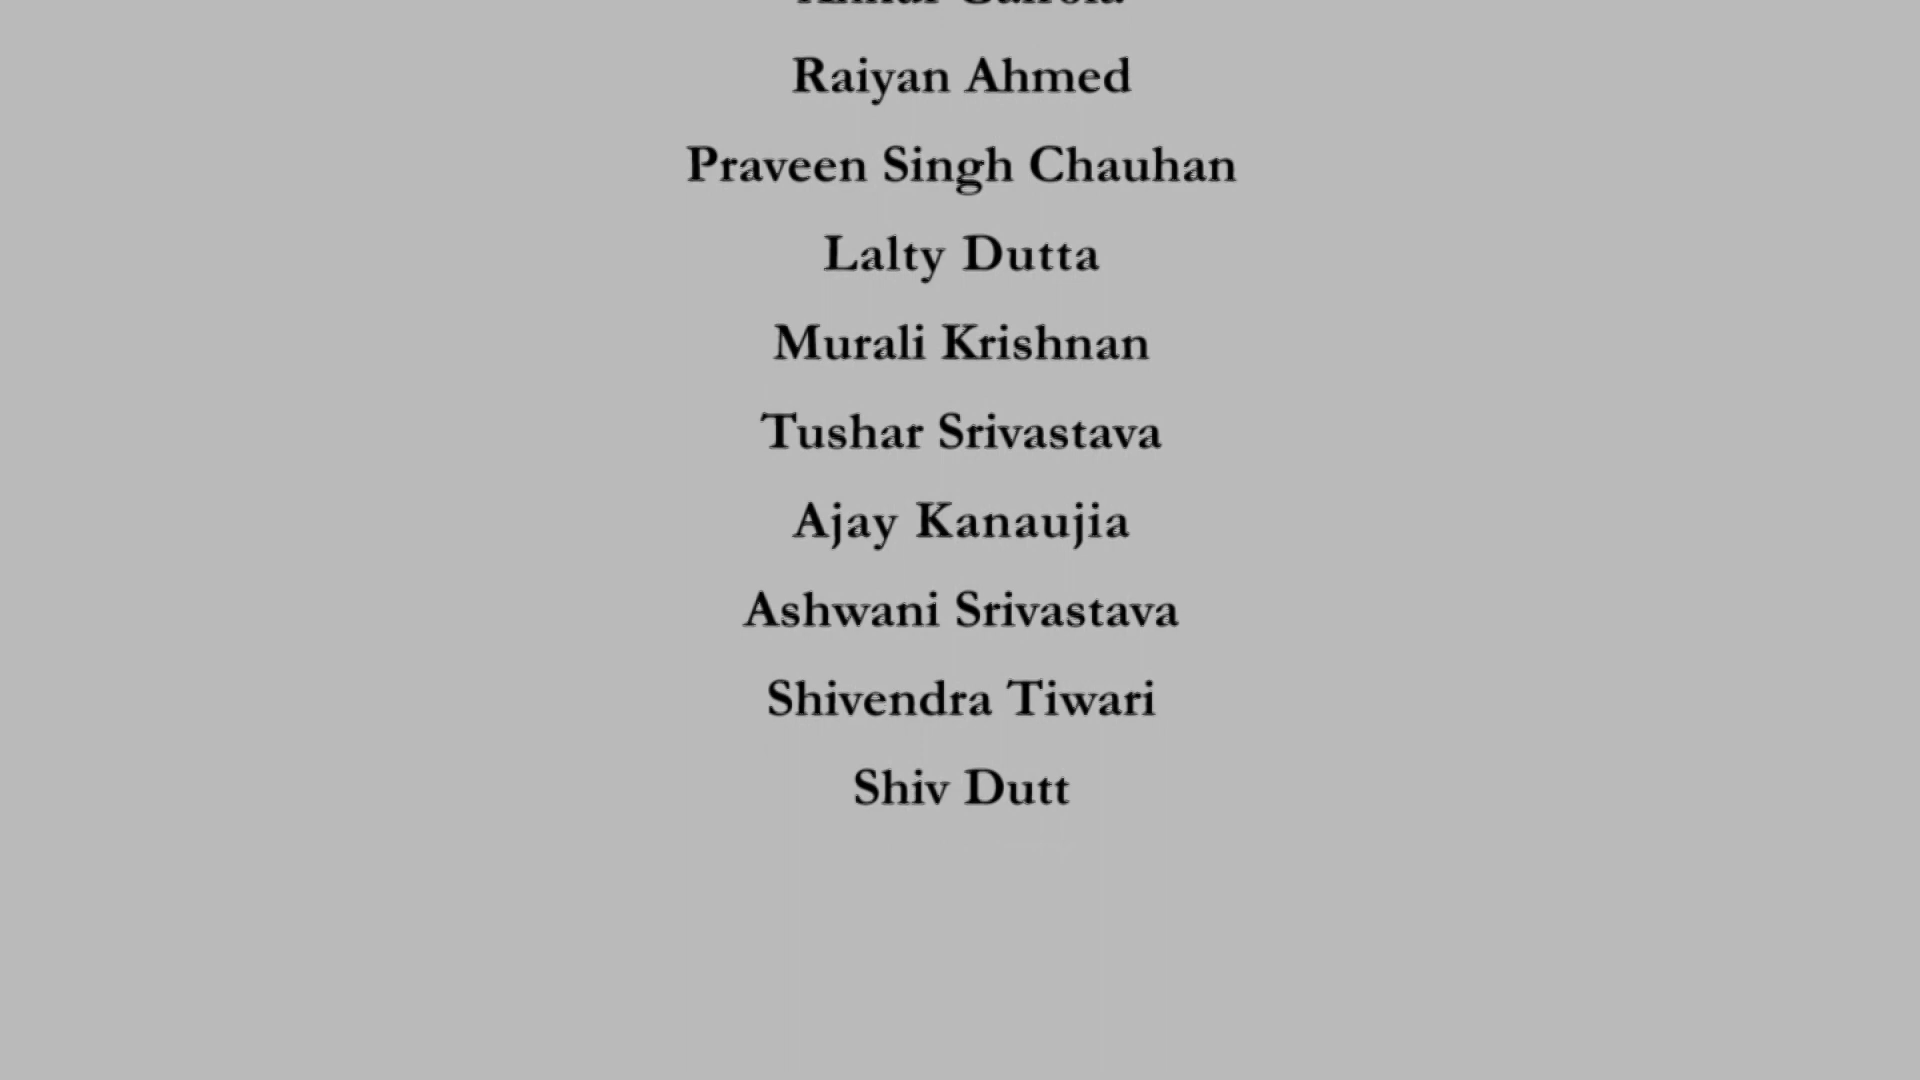 Raiyan Ahmed
Praveen Singh Chauhan
Lalty Dutta
Murali Krishnan
Tushar Srivastava
Ajay Kanaujia
Ashwani Srivastava
Shivendra Tiwari
Shiv Dutt